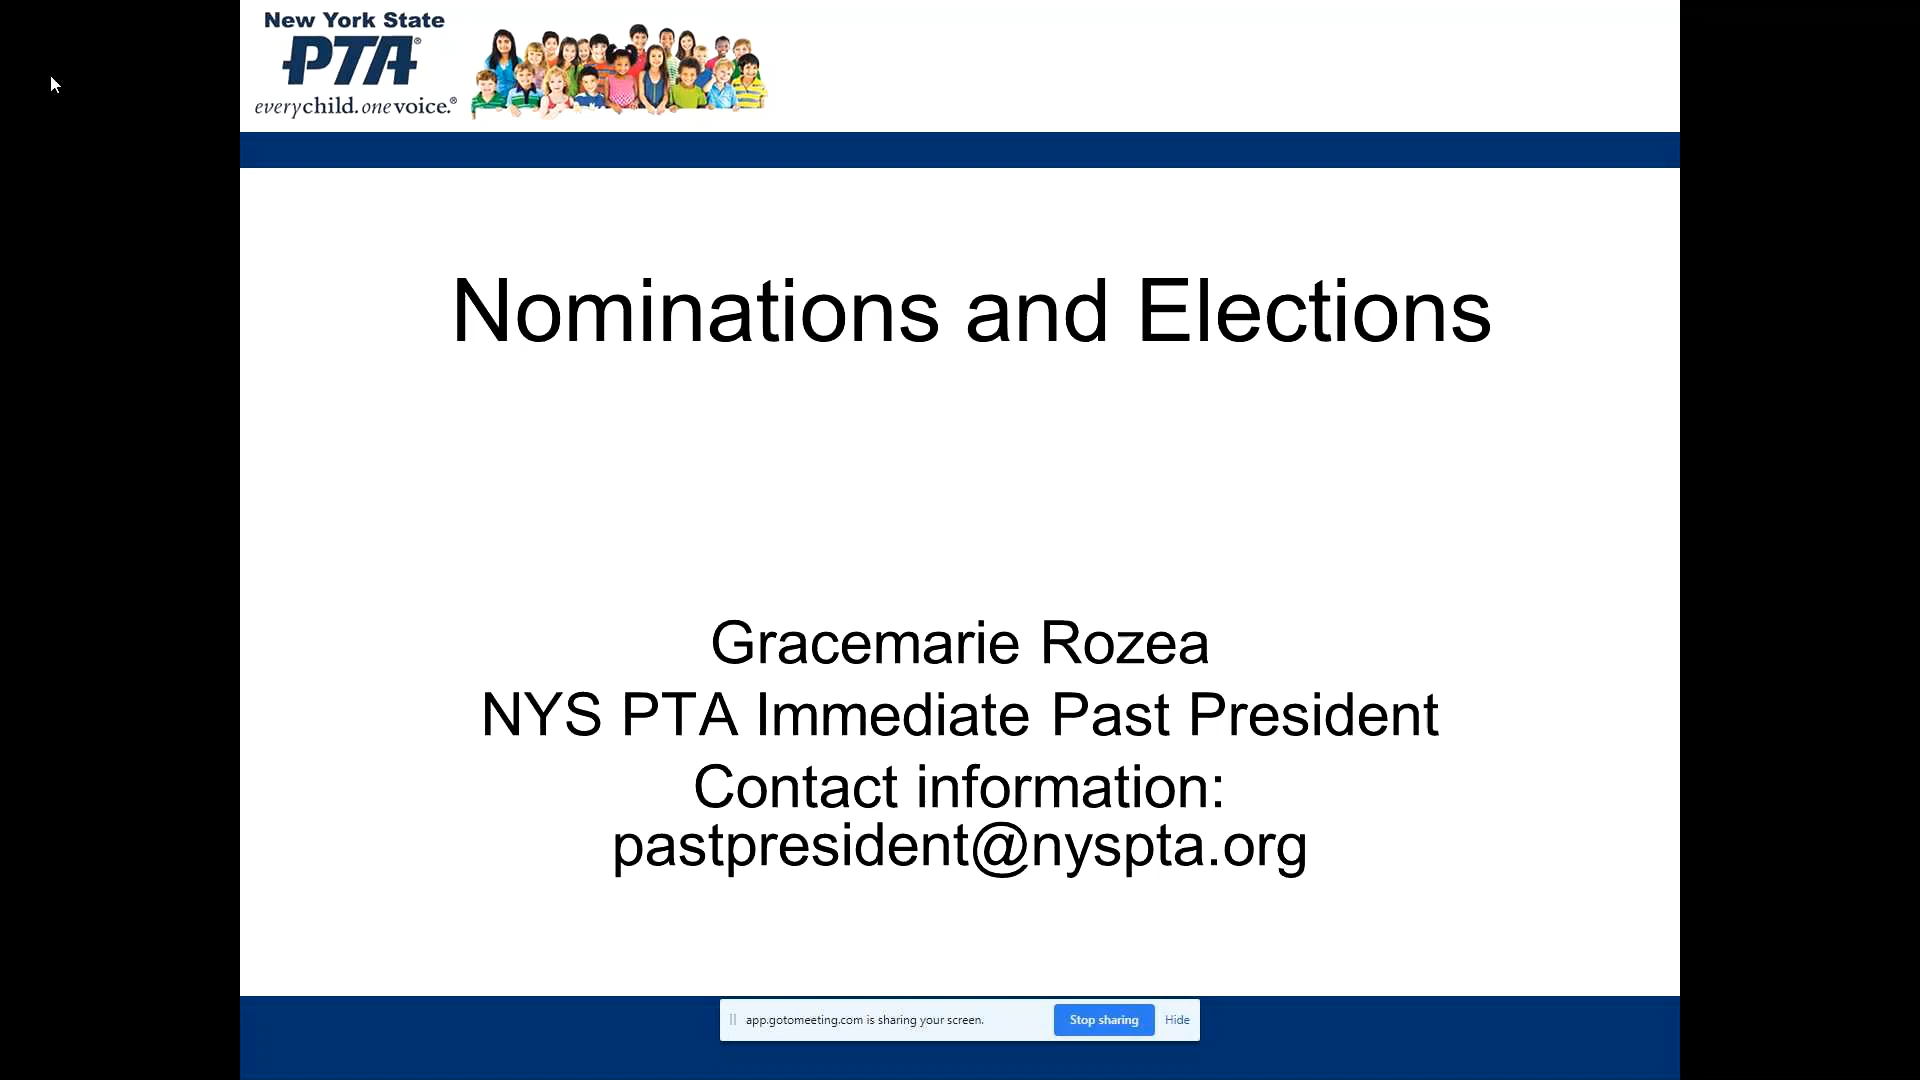 New York State
PTA®
everychild.onevoice.®
Nominations and Elections
Gracemarie Rozea
NYS PTA Immediate Past President
Contact information:
pastpresident@nyspta.org
app.gotomeeting.com is sharing your screen.
Stop sharing
Hide